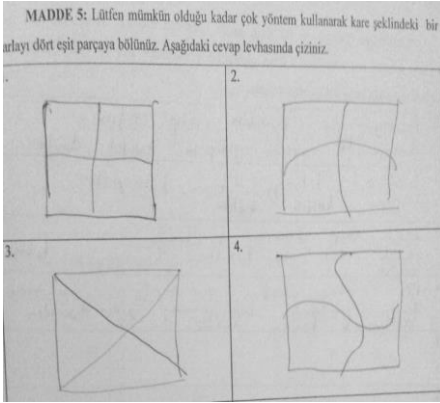 MADDE 5: Lütfen mümkün olduğu kadar çok yöntem kullanarak kare şeklindeki bir
arlayı dört eşit parçaya bölünüz. Aşağıdaki cevap levhasında çiziniz.
2.
3.
4.